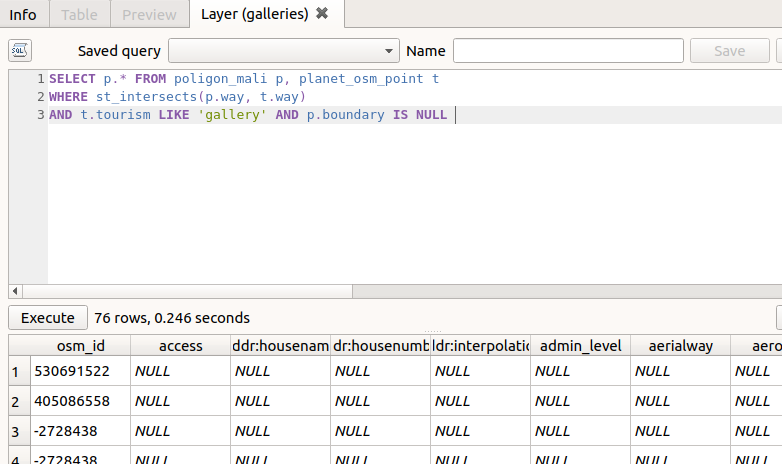 Info Table Preview Layer (galleries)
SQL Saved query Name Save
1 SELECT p.* FROM poligon_mali p, planet_osm_point t
2 WHERE st_intersects(p.way, t.way)
3 AND t.tourism LIKE 'gallery' AND p.boundary IS NULL
Execute 76 rows, 0.246 seconds
osm_id access ddr:housenam dr:housenumb ldr:interpolatic admin_level aerialway aero
1 530691522 NULL NULL NULL NULL NULL NULL NULL
2 405086558 NULL NULL NULL NULL NULL NULL NULL
3 -2728438 NULL NULL NULL NULL NULL NULL NULL
4 -2728438 NULL NULL NULL NULL NULL NULL NULL